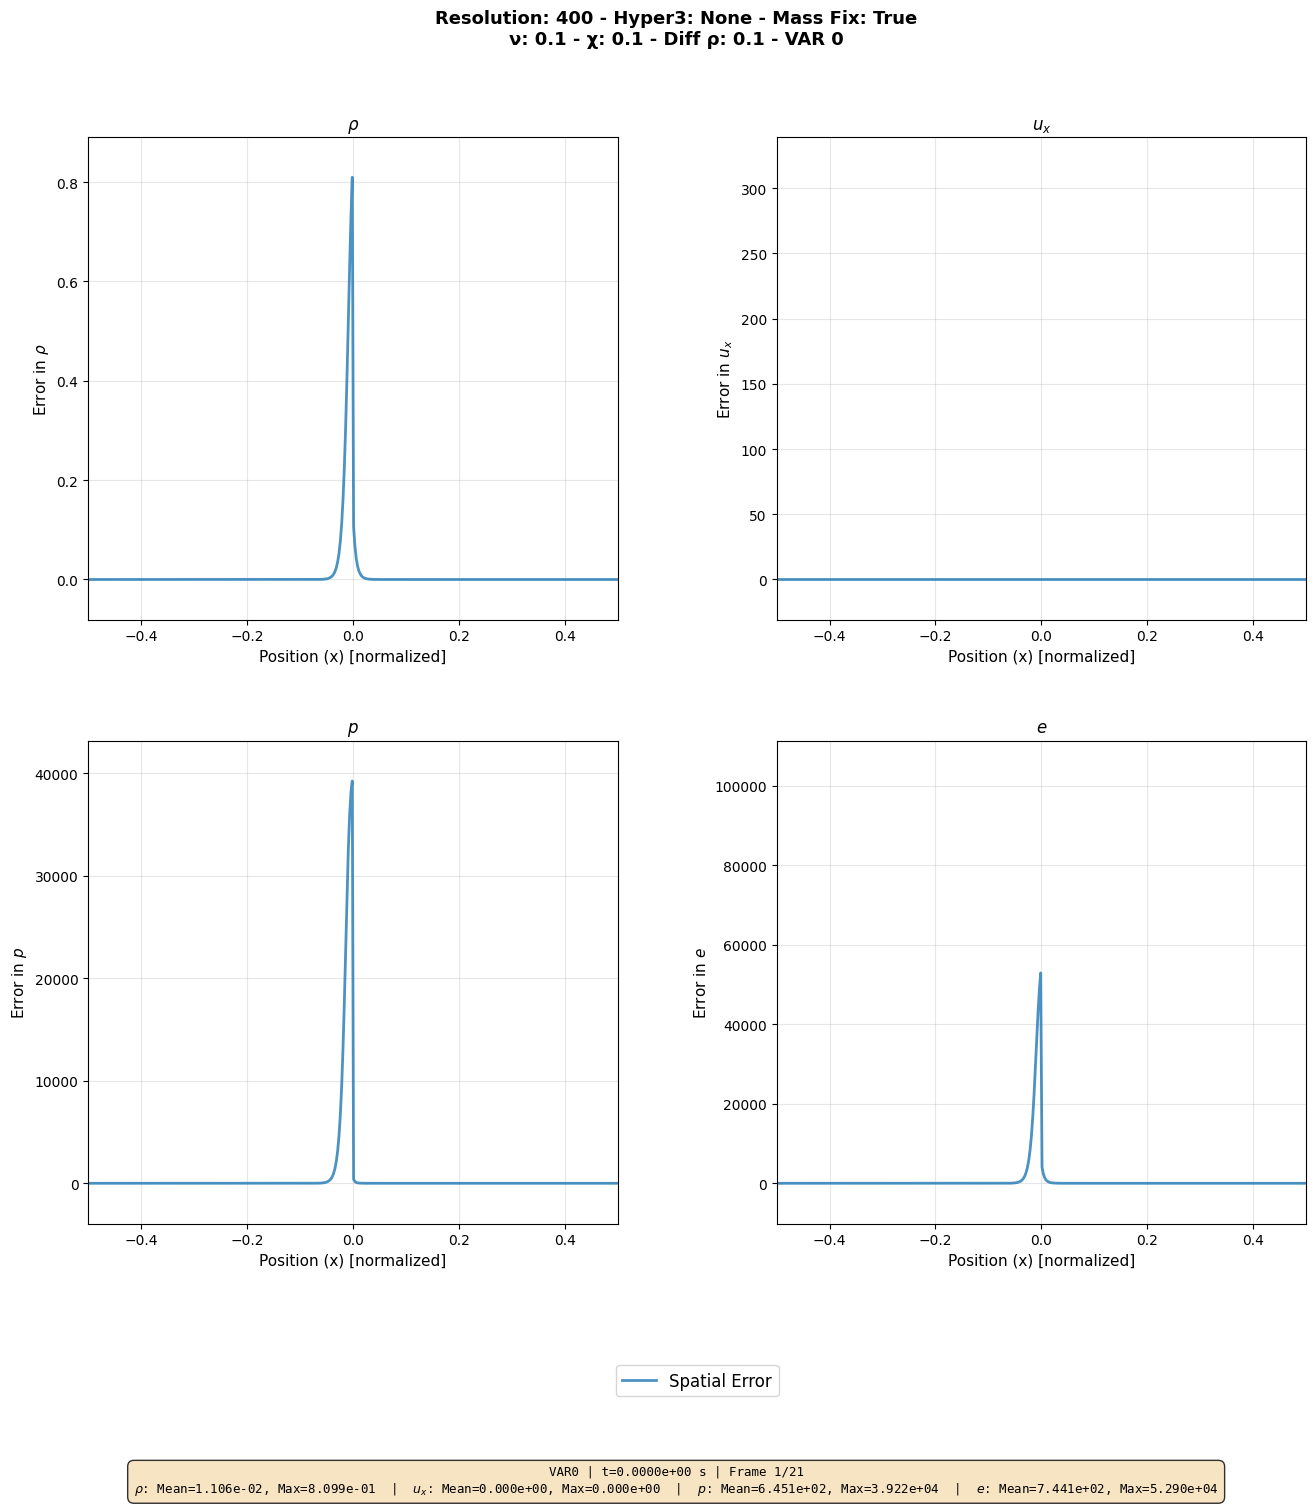 Resolution: 400 - Hyper3: None - Mass Fix: True
ν: 0.1 - χ: 0.1 - Diff ρ: 0.1 - VAR 0
ρ
Error in ρ
0.8
0.6
0.4
0.2
0.0
−0.4 −0.2 0.0 0.2 0.4
Position (x) [normalized]
u_x
Error in u_x
300
250
200
150
100
50
0
−0.4 −0.2 0.0 0.2 0.4
Position (x) [normalized]
p
Error in p
40000
30000
20000
10000
0
−0.4 −0.2 0.0 0.2 0.4
Position (x) [normalized]
e
Error in e
100000
80000
60000
40000
20000
0
−0.4 −0.2 0.0 0.2 0.4
Position (x) [normalized]
Spatial Error
VAR0 | t=0.0000e+00 s | Frame 1/21
ρ: Mean=1.106e-02, Max=8.099e-01 | u_x: Mean=0.000e+00, Max=0.000e+00 | p: Mean=6.451e+02, Max=3.922e+04 | e: Mean=7.441e+02, Max=5.290e+04